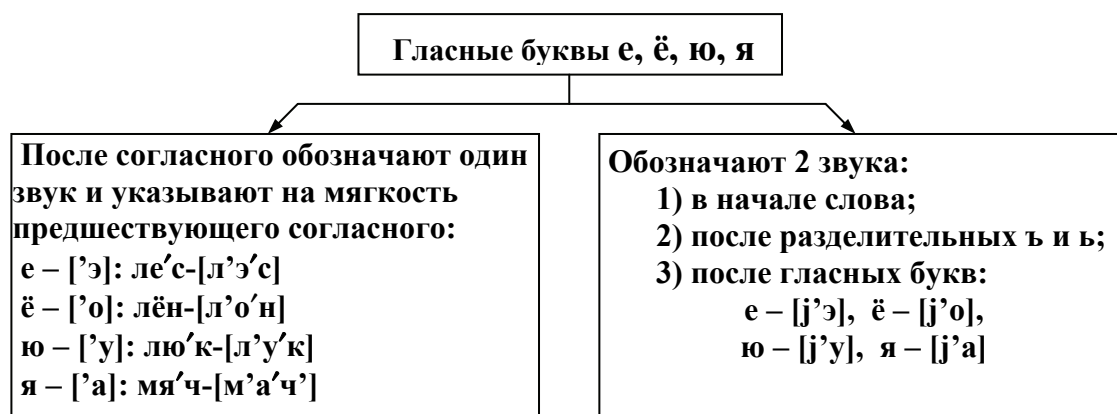 Гласные буквы е, ё, ю, я
После согласного обозначают один
звук и указывают на мягкость
предшествующего согласного:
е – [’э]: ле′с-[л’э′с]
ё – [’о]: лён-[л’о′н]
ю – [’у]: лю′к-[л’у′к]
я – [’а]: мя′ч-[м’а′ч’]
Обозначают 2 звука:
1) в начале слова;
2) после разделительных ъ и ь;
3) после гласных букв:
е – [j’э], ё – [j’о],
ю – [j’у], я – [j’а]